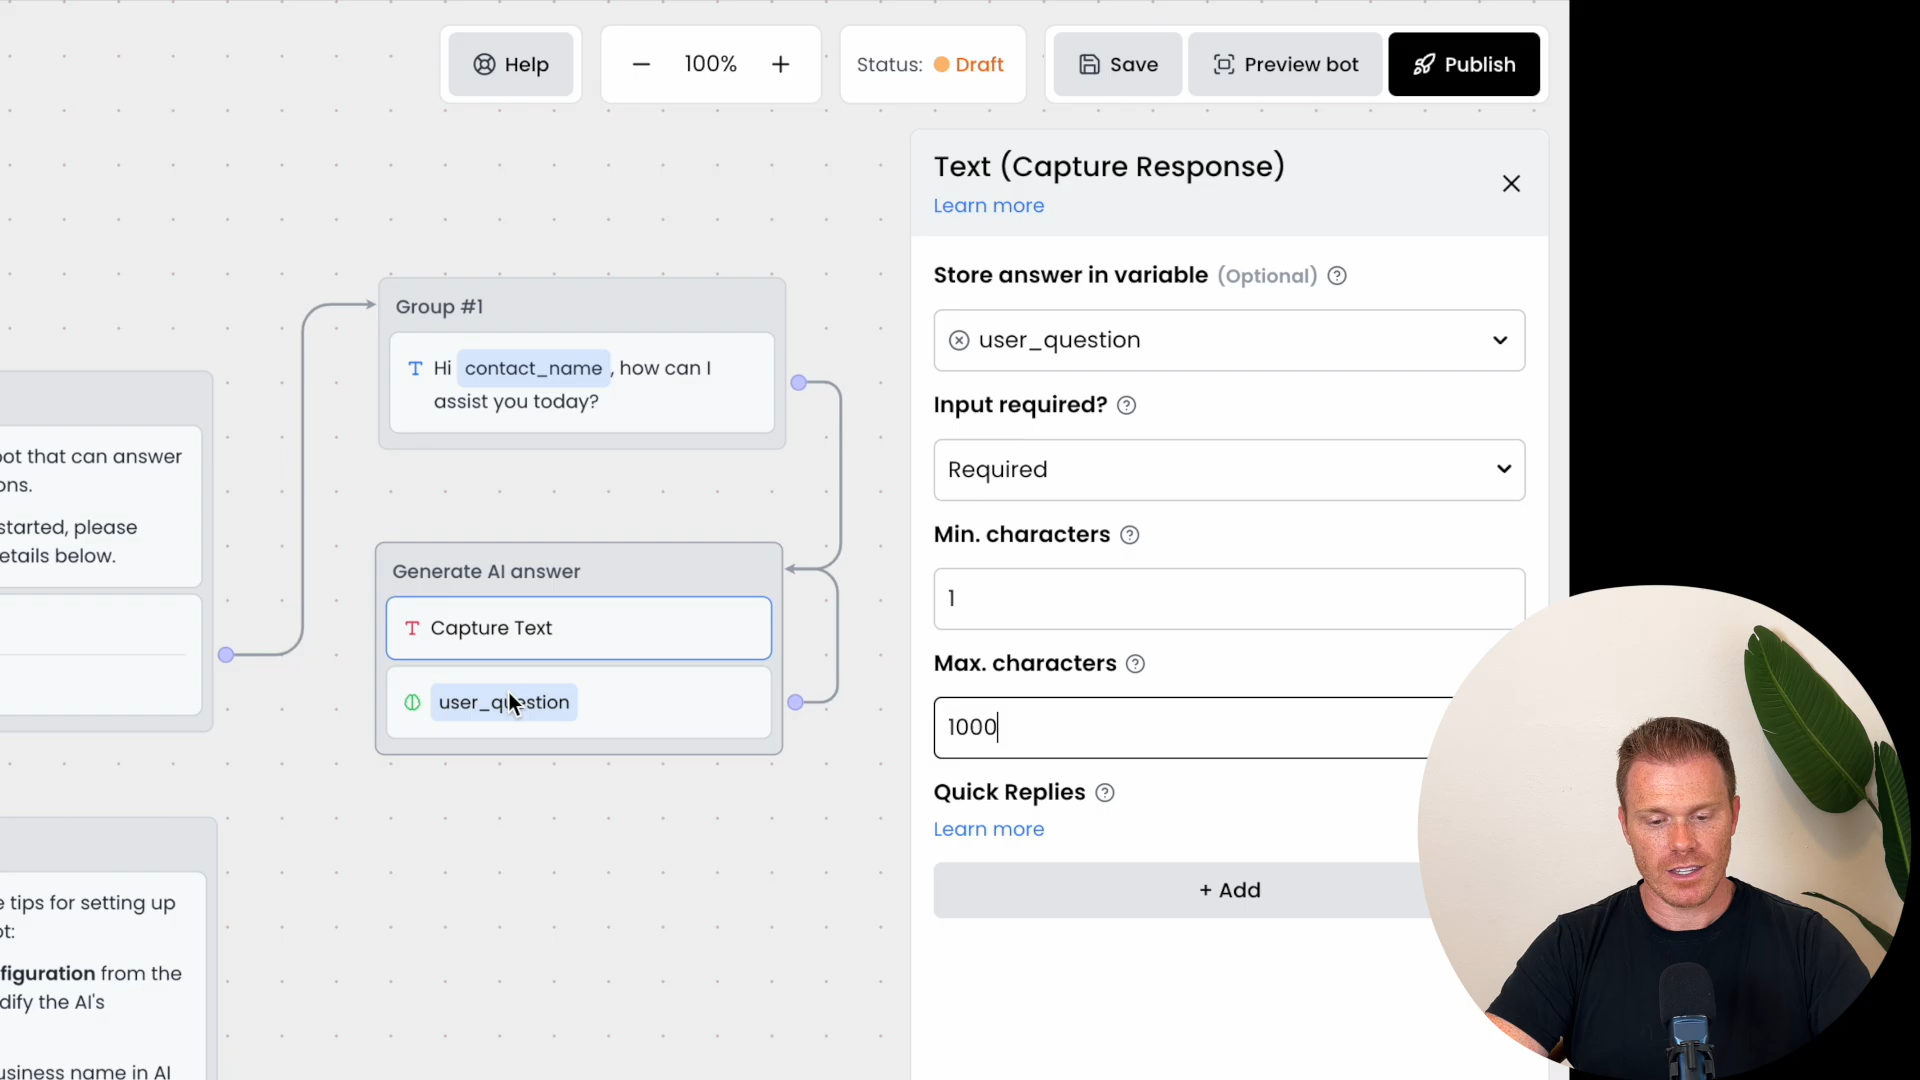 Help
100%
Status: Draft
Save
Preview bot
Publish
Text (Capture Response)
Learn more
Store answer in variable (Optional)
user_question
Input required?
Required
Min. characters
1
Max. characters
1000
Quick Replies
Learn more
+ Add
Group #1
Hi contact_name, how can I
assist you today?
Generate AI answer
Capture Text
user_question
ot that can answer
ons.
started, please
etails below.
e tips for setting up
ot:
figuration from the
dify the AI's
usiness name in AI